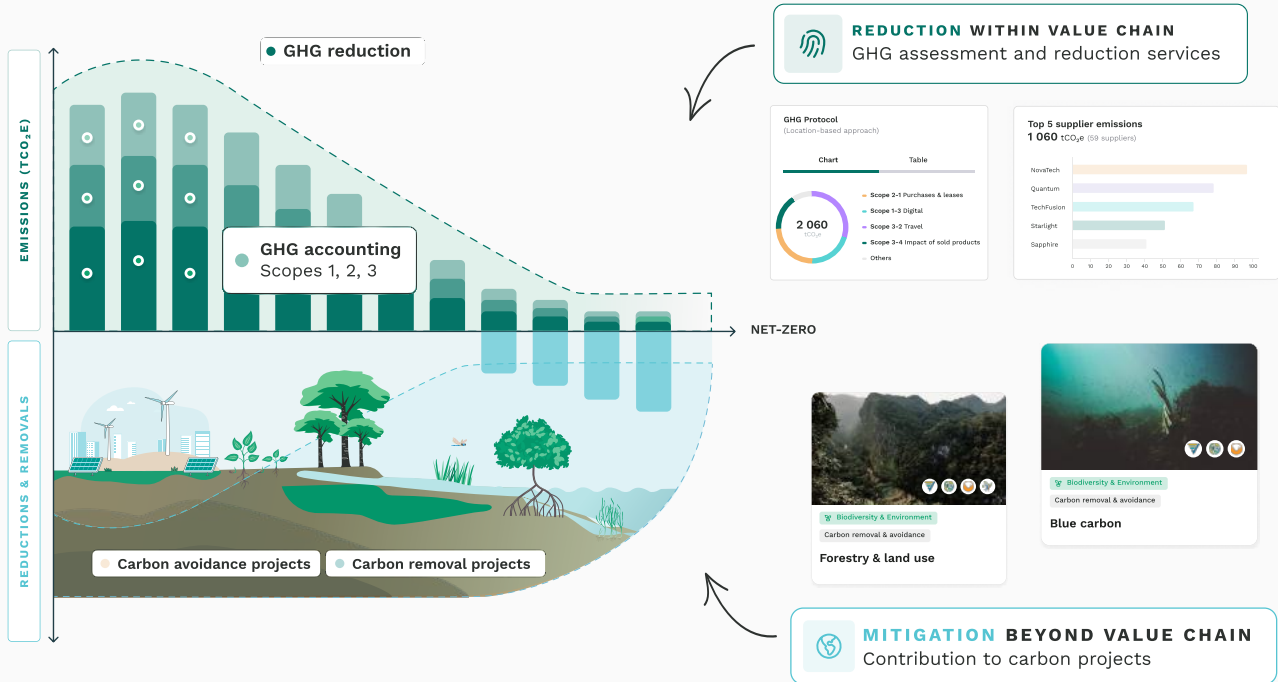 GHG reduction
EMISSIONS (TCO₂E)
GHG accounting
Scopes 1, 2, 3
NET-ZERO
REDUCTIONS & REMOVALS
Carbon avoidance projects
Carbon removal projects
REDUCTION WITHIN VALUE CHAIN
GHG assessment and reduction services
GHG Protocol
(Location-based approach)
Chart
Table
2 060
tCO₂e
Scope 2-1 Purchases & leases
Scope 1-3 Digital
Scope 3-2 Travel
Scope 3-4 Impact of sold products
Others
Top 5 supplier emissions
1 060 tCO₂e (59 suppliers)
NovaTech
Quantum
TechFusion
Starlight
Sapphire
0 10 20 30 40 50 60 70 80 90 100
Biodiversity & Environment
Carbon removal & avoidance
Forestry & land use
Biodiversity & Environment
Carbon removal & avoidance
Blue carbon
MITIGATION BEYOND VALUE CHAIN
Contribution to carbon projects